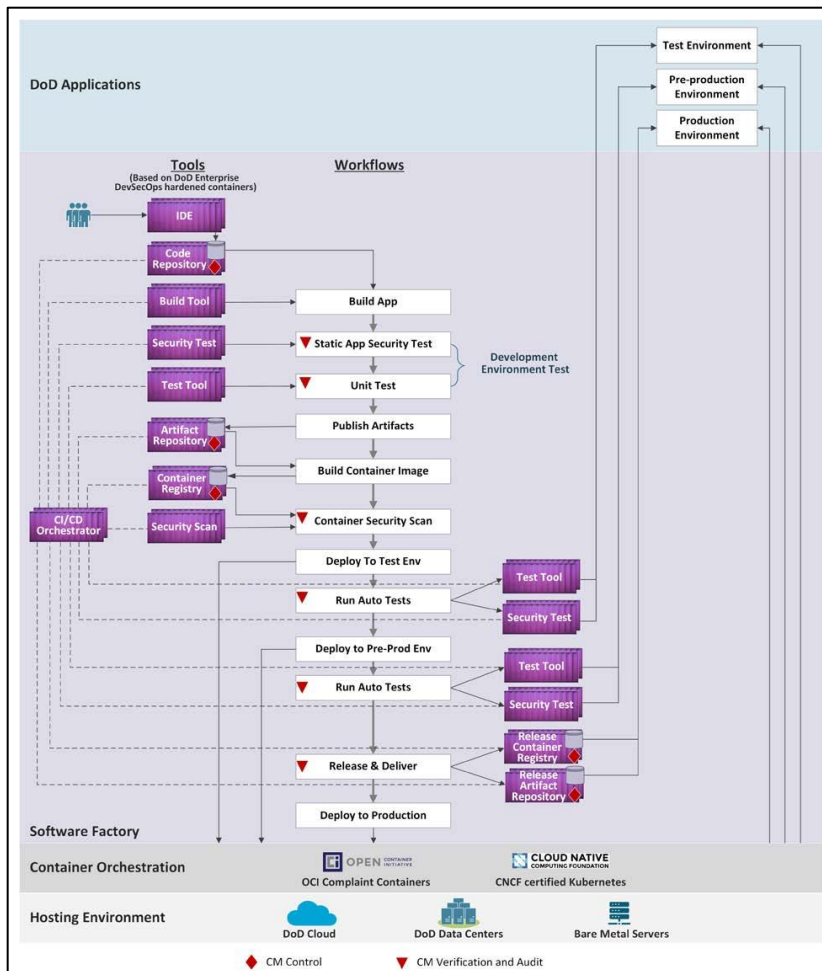 Test Environment
DoD Applications
Pre-production
Environment
Production
Environment
Tools
(Based on DoD Enterprise
DevSecOps hardened containers)
Workflows
IDE
Code
Repository
Build Tool
Build App
Security Test
Static App Security Test
Development
Environment Test
Test Tool
Unit Test
Publish Artifacts
Artifact
Repository
Build Container Image
Container
Registry
CI/CD
Orchestrator
Security Scan
Container Security Scan
Deploy To Test Env
Test Tool
Run Auto Tests
Security Test
Deploy to Pre-Prod Env
Test Tool
Run Auto Tests
Security Test
Release
Container
Registry
Release & Deliver
Release
Artifact
Repository
Deploy to Production
Software Factory
Container Orchestration
Ci OPEN CONTAINER INITIATIVE
OCI Complaint Containers
CLOUD NATIVE
COMPUTING FOUNDATION
CNCF certified Kubernetes
Hosting Environment
DoD Cloud
DoD Data Centers
Bare Metal Servers
CM Control
CM Verification and Audit